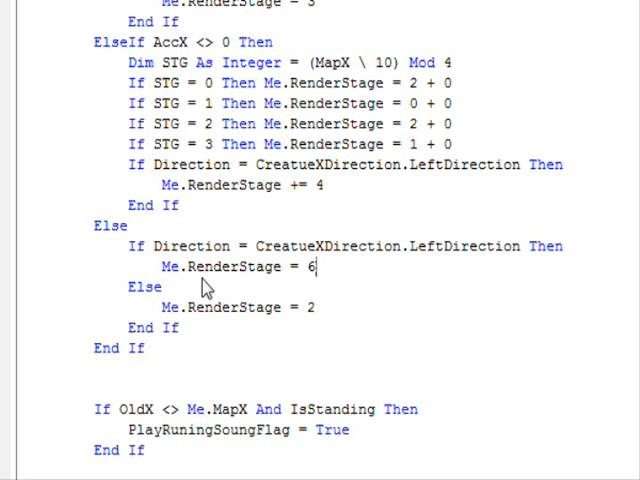 Me.RenderStage = 3
End If
ElseIf AccX <> 0 Then
Dim STG As Integer = (MapX \ 10) Mod 4
If STG = 0 Then Me.RenderStage = 2 + 0
If STG = 1 Then Me.RenderStage = 0 + 0
If STG = 2 Then Me.RenderStage = 2 + 0
If STG = 3 Then Me.RenderStage = 1 + 0
If Direction = CreatueXDirection.LeftDirection Then
Me.RenderStage += 4
End If
Else
If Direction = CreatueXDirection.LeftDirection Then
Me.RenderStage = 6
Else
Me.RenderStage = 2
End If
End If
If OldX <> Me.MapX And IsStanding Then
PlayRuningSoungFlag = True
End If